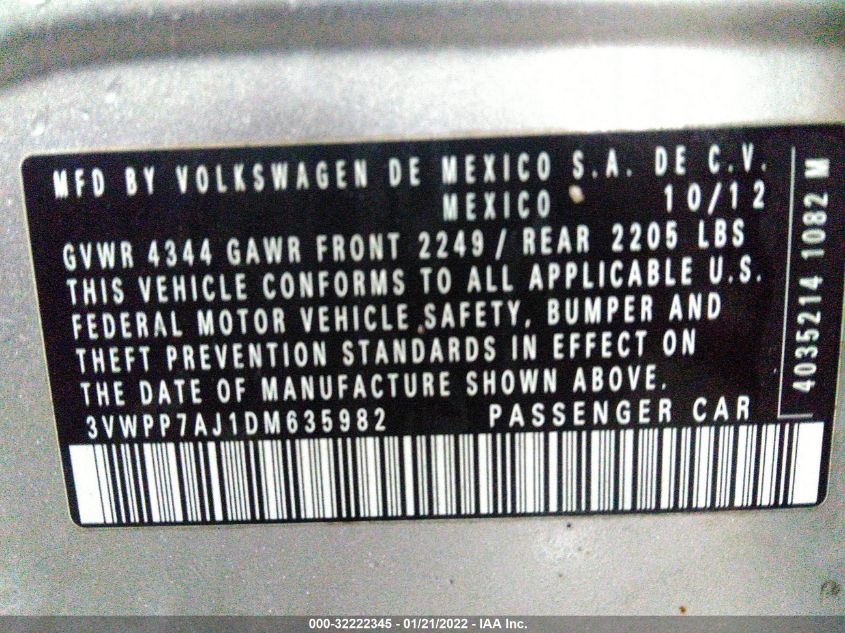 MFD BY VOLKSWAGEN DE MEXICO S.A. DE C.V.
MEXICO 10/12
GVWR 4344 GAWR FRONT 2249 / REAR 2205 LBS
THIS VEHICLE CONFORMS TO ALL APPLICABLE U.S.
FEDERAL MOTOR VEHICLE SAFETY, BUMPER AND
THEFT PREVENTION STANDARDS IN EFFECT ON
THE DATE OF MANUFACTURE SHOWN ABOVE.
3VWPP7AJ1DM635982 PASSENGER CAR
4035214 1082 M
000-32222345 - 01/21/2022 - IAA Inc.